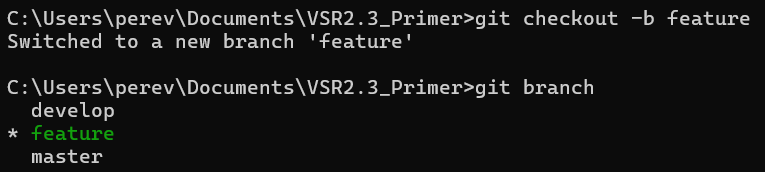 C:\Users\perev\Documents\VSR2.3_Primer>git checkout -b feature
Switched to a new branch 'feature'
C:\Users\perev\Documents\VSR2.3_Primer>git branch
  develop
* feature
  master